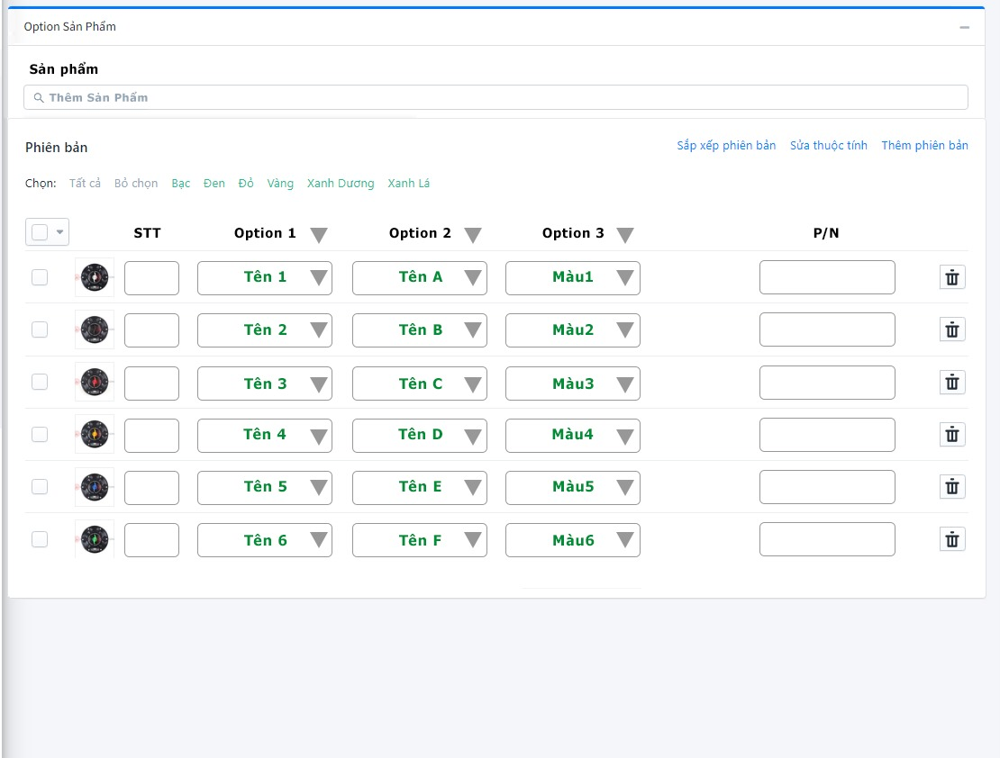 Option Sản Phẩm
Sản phẩm
Thêm Sản Phẩm
Phiên bản
Sắp xếp phiên bản Sửa thuộc tính Thêm phiên bản
Chọn: Tất cả Bỏ chọn Bạc Đen Đỏ Vàng Xanh Dương Xanh Lá
STT Option 1 Option 2 Option 3 P/N
Tên 1 Tên A Màu1
Tên 2 Tên B Màu2
Tên 3 Tên C Màu3
Tên 4 Tên D Màu4
Tên 5 Tên E Màu5
Tên 6 Tên F Màu6